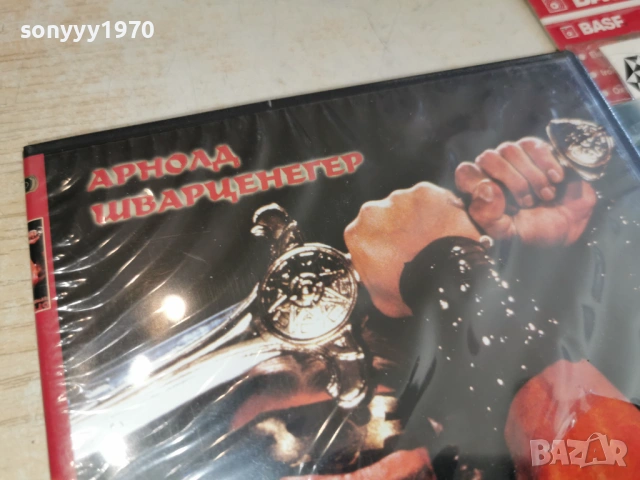 sonyyy1970
BASF
АРНОЛД
ШВАРЦЕНЕГЕР
BAZAR